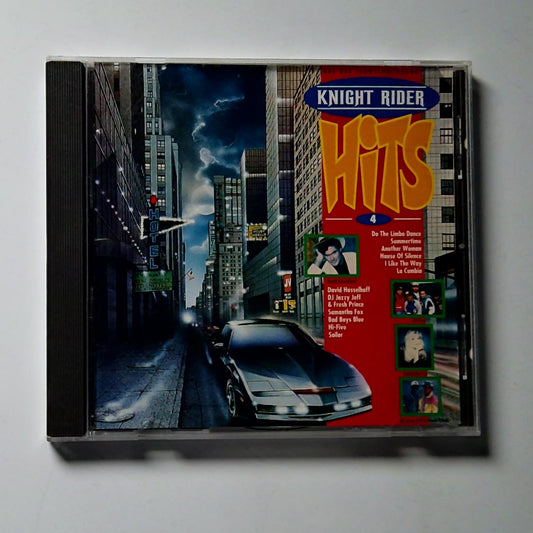 KNIGHT RIDER
HiTS
4
Do The Limbo Dance
Summertime
Another Woman
House Of Silence
I Like The Way
La Cumbia
David Hasselhoff
DJ Jazzy Jeff
& Fresh Prince
Samantha Fox
Bad Boys Blue
Hi-Five
Sailor
HOTEL